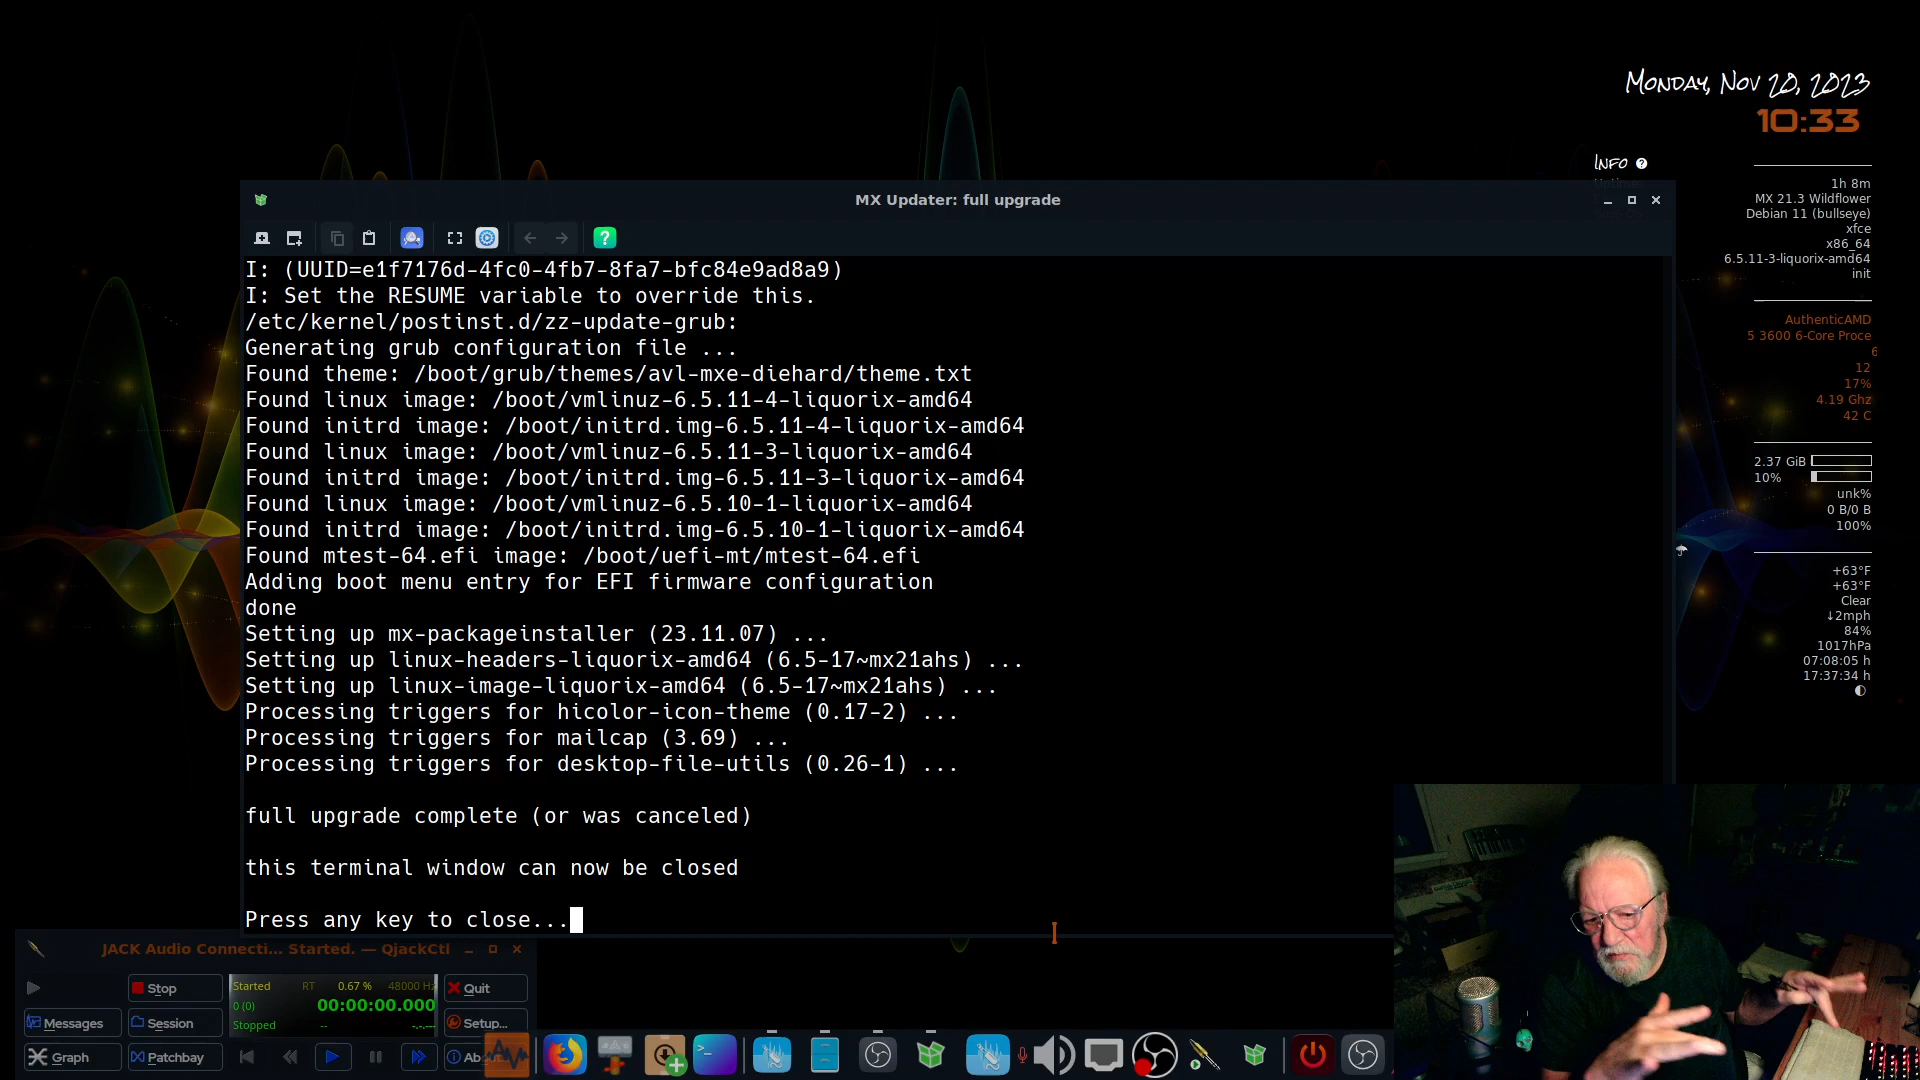 Monday, Nov 20, 2023
10:33
Info ?
MX Updater: full upgrade
1h 8m
MX 21.3 Wildflower
Debian 11 (bullseye)
xfce
x86_64
6.5.11-3-liquorix-amd64
init
AuthenticAMD
5 3600 6-Core Proce
6
12
17%
4.19 Ghz
42 C
2.37 GiB
10%
unk%
0 B/0 B
100%
+63°F
+63°F
Clear
↓2mph
84%
1017hPa
07:08:05 h
17:37:34 h
I: (UUID=e1f7176d-4fc0-4fb7-8fa7-bfc84e9ad8a9)
I: Set the RESUME variable to override this.
/etc/kernel/postinst.d/zz-update-grub:
Generating grub configuration file ...
Found theme: /boot/grub/themes/avl-mxe-diehard/theme.txt
Found linux image: /boot/vmlinuz-6.5.11-4-liquorix-amd64
Found initrd image: /boot/initrd.img-6.5.11-4-liquorix-amd64
Found linux image: /boot/vmlinuz-6.5.11-3-liquorix-amd64
Found initrd image: /boot/initrd.img-6.5.11-3-liquorix-amd64
Found linux image: /boot/vmlinuz-6.5.10-1-liquorix-amd64
Found initrd image: /boot/initrd.img-6.5.10-1-liquorix-amd64
Found mtest-64.efi image: /boot/uefi-mt/mtest-64.efi
Adding boot menu entry for EFI firmware configuration
done
Setting up mx-packageinstaller (23.11.07) ...
Setting up linux-headers-liquorix-amd64 (6.5-17~mx21ahs) ...
Setting up linux-image-liquorix-amd64 (6.5-17~mx21ahs) ...
Processing triggers for hicolor-icon-theme (0.17-2) ...
Processing triggers for mailcap (3.69) ...
Processing triggers for desktop-file-utils (0.26-1) ...
full upgrade complete (or was canceled)
this terminal window can now be closed
Press any key to close...
JACK Audio Connecti... Started. — QjackCtl
Stop
Started RT 0.67 % 48000 Hz
0 (0) 00:00:00.000
Stopped -- -.-.---
Quit
Messages
Session
Setup...
Graph
Patchbay
Ab